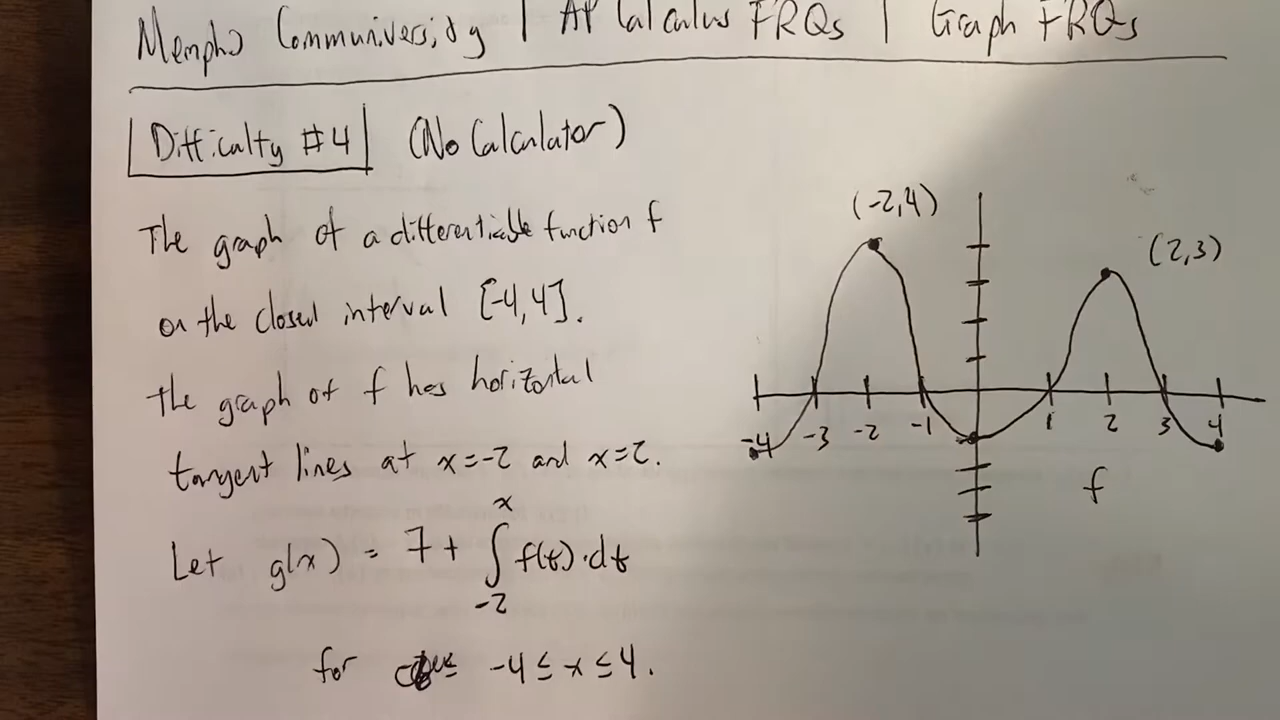 Mempho Communiversidy | AP Calculus FRQs | Graph FRQs
Difficulty #4 (No Calculator)
The graph of a differentiable function f
on the closed interval [-4,4].
the graph of f has horizontal
tangent lines at x=-2 and x=2.
Let g(x) = 7 + ∫_{-2}^{x} f(t)·dt
for -4 ≤ x ≤ 4.
(-2,4)
(2,3)
-4 -3 -2 -1 1 2 3 4
f